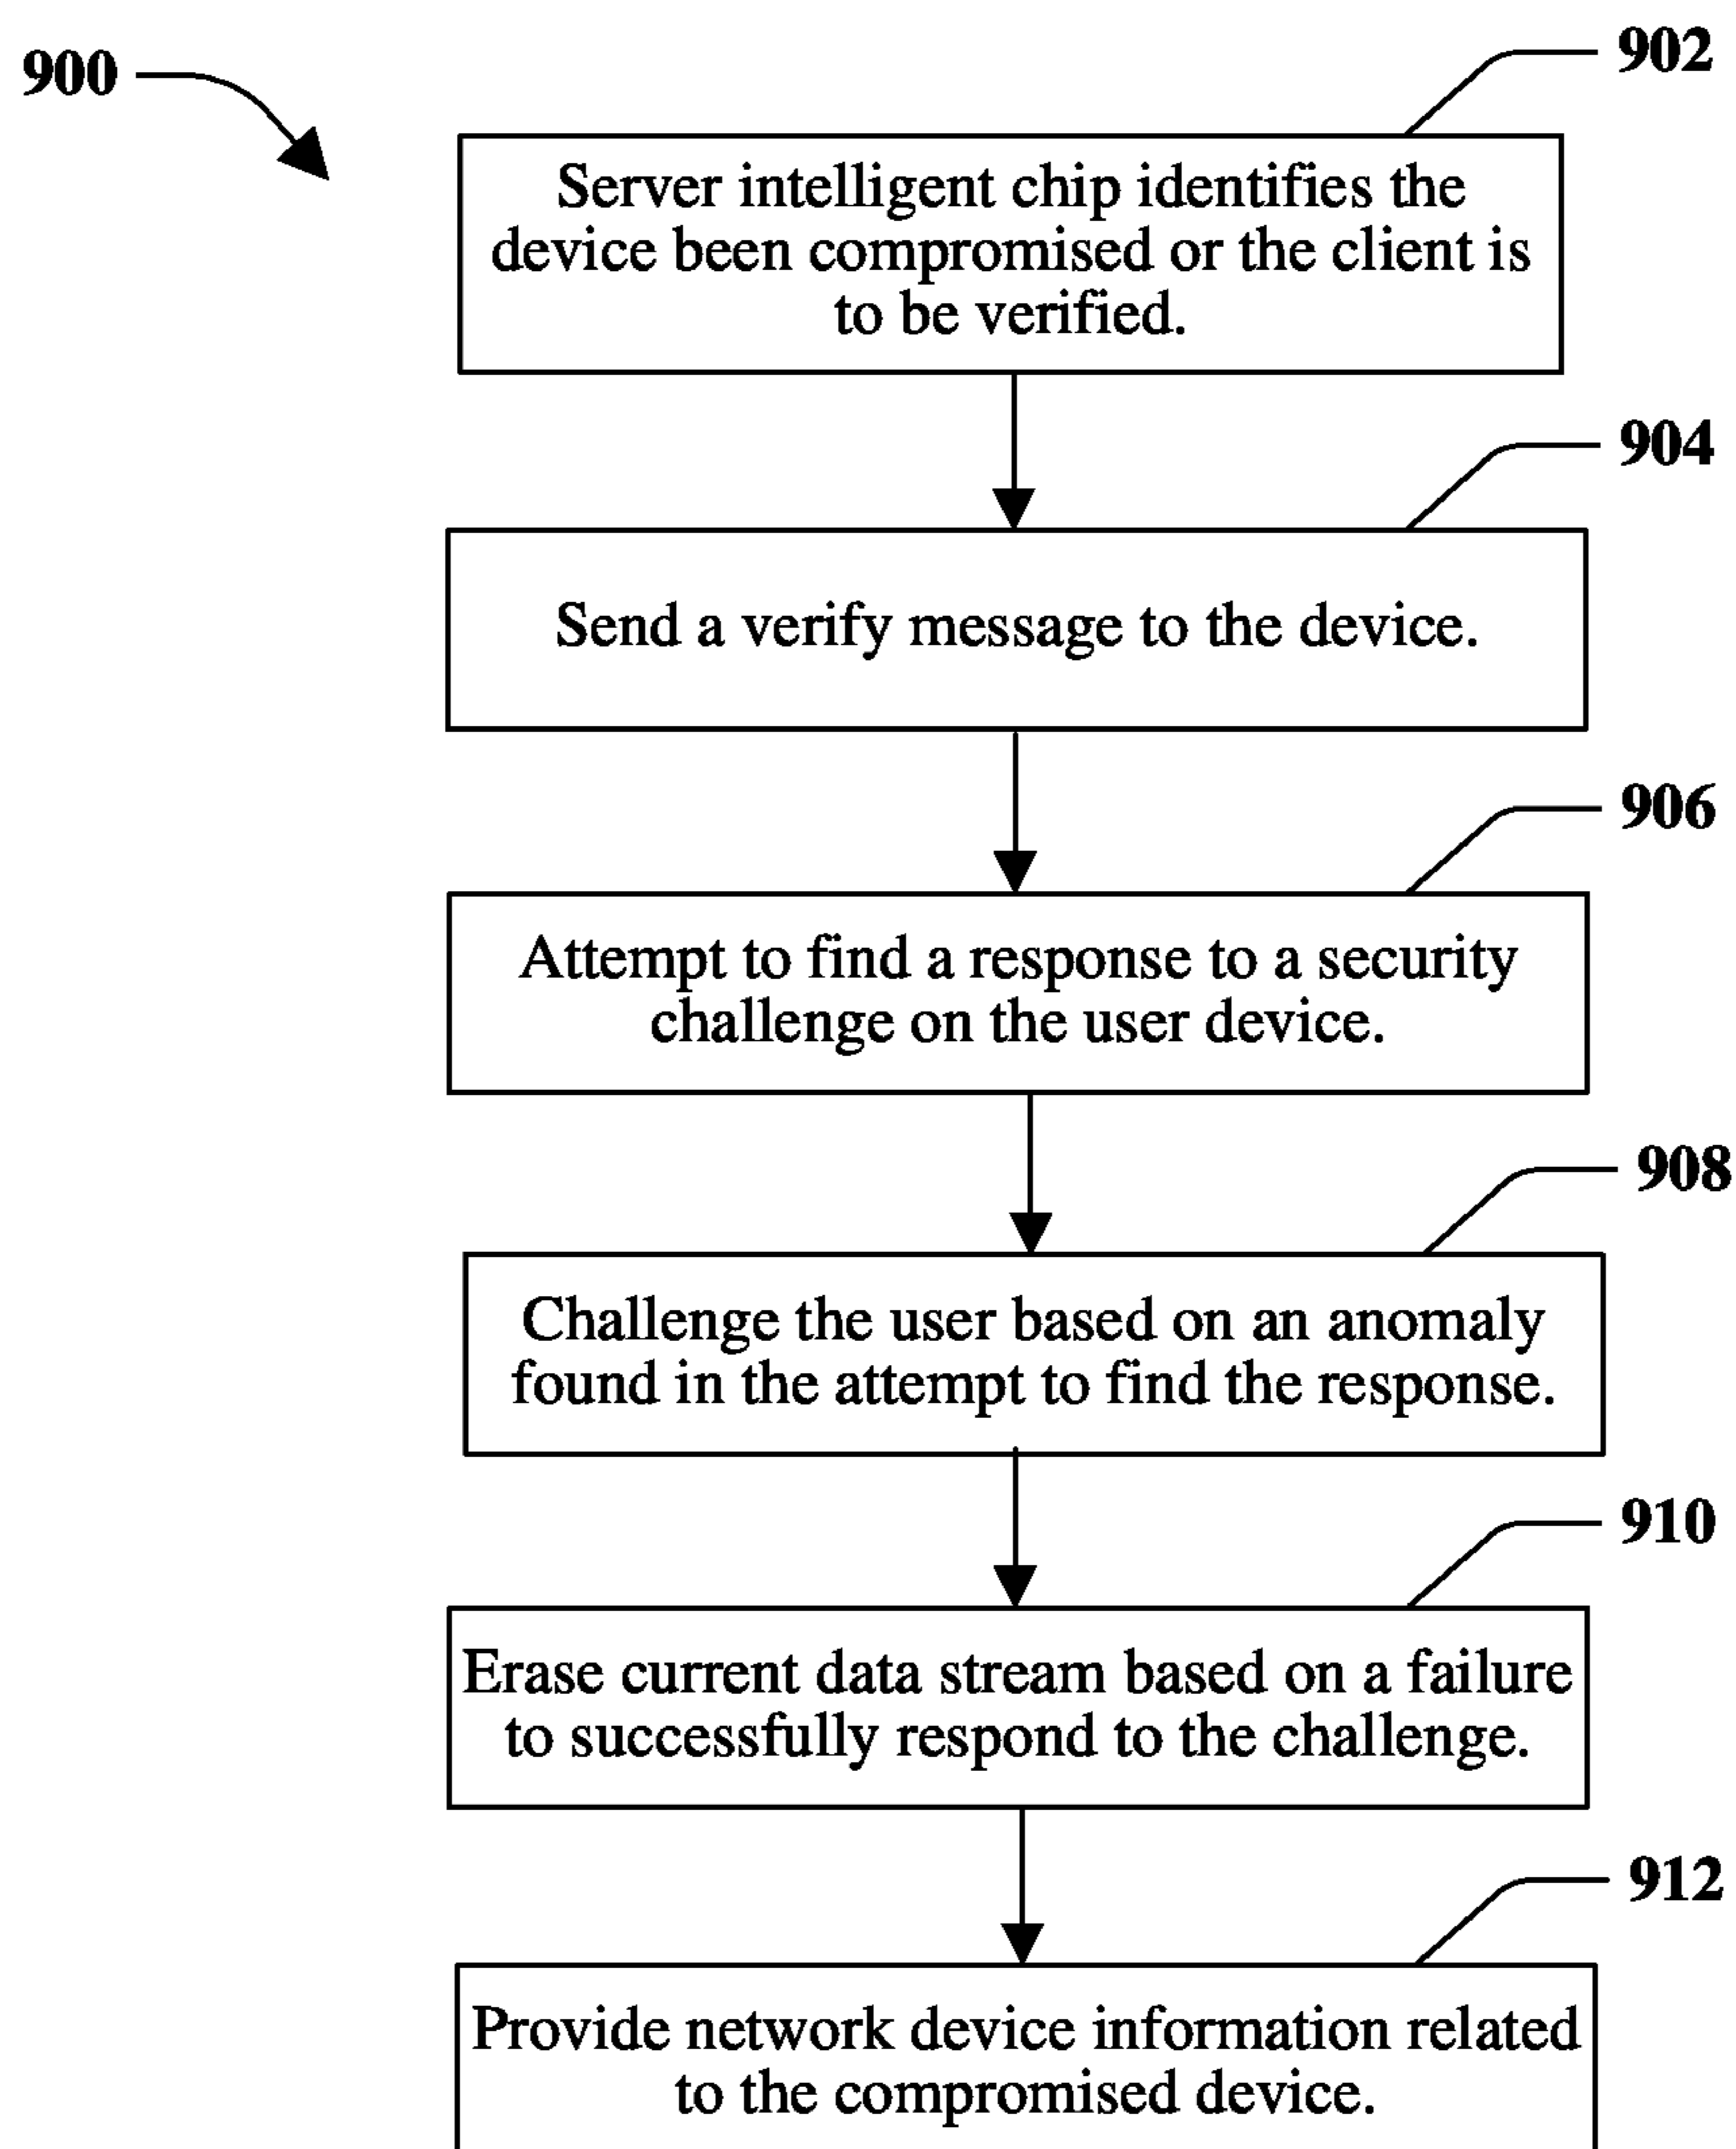 900
902
Server intelligent chip identifies the
device been compromised or the client is
to be verified.
904
Send a verify message to the device.
906
Attempt to find a response to a security
challenge on the user device.
908
Challenge the user based on an anomaly
found in the attempt to find the response.
910
Erase current data stream based on a failure
to successfully respond to the challenge.
912
Provide network device information related
to the compromised device.